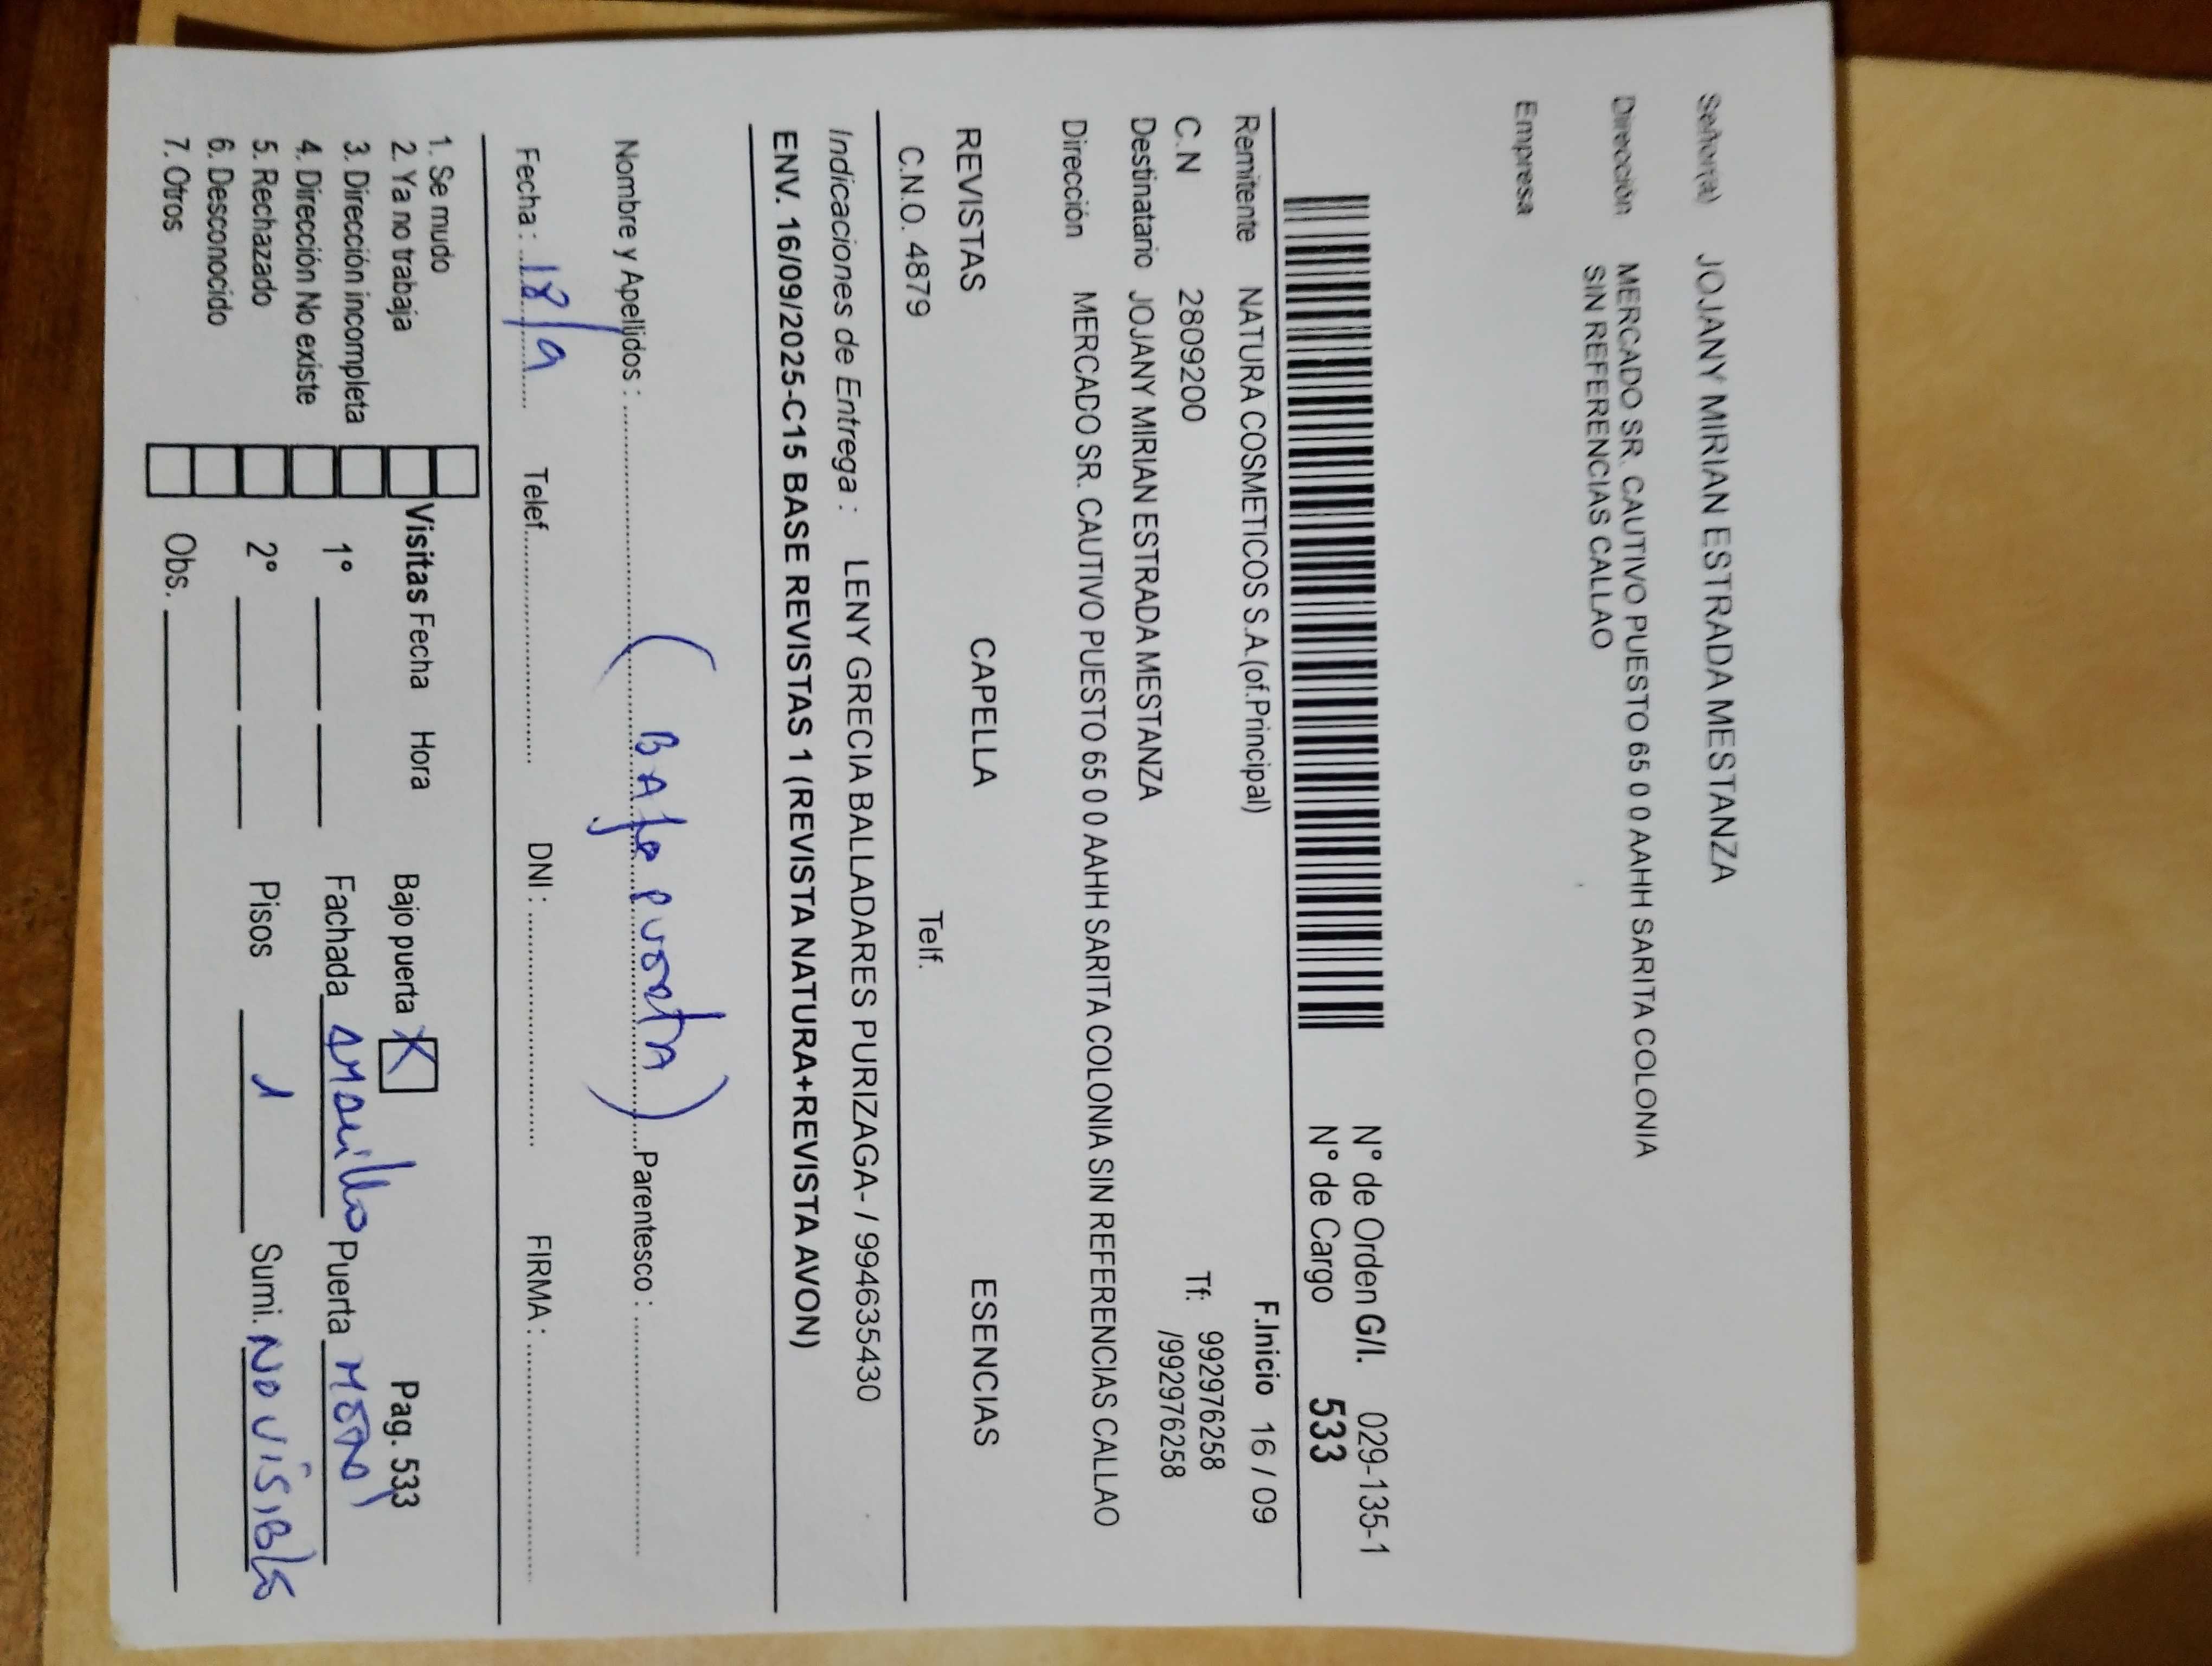 Señor(a) JOJANY MIRIAN ESTRADA MESTANZA
Dirección MERCADO SR. CAUTIVO PUESTO 65 0 0 AAHH SARITA COLONIA
SIN REFERENCIAS CALLAO
Empresa
N° de Orden G/I. 029-135-1
N° de Cargo 533
Remitente NATURA COSMETICOS S.A.(of.Principal) F.Inicio 16 / 09
C.N 2809200 Tf: 992976258
Destinatario JOJANY MIRIAN ESTRADA MESTANZA /992976258
Dirección MERCADO SR. CAUTIVO PUESTO 65 0 0 AAHH SARITA COLONIA SIN REFERENCIAS CALLAO
REVISTAS CAPELLA ESENCIAS
C.N.O. 4879 Telf.
Indicaciones de Entrega : LENY GRECIA BALLADARES PURIZAGA- / 994635430
ENV. 16/09/2025-C15 BASE REVISTAS 1 (REVISTA NATURA+REVISTA AVON)
Nombre y Apellidos : (BAJO PUERTA) Parentesco :
Fecha : 18/9 Telef. DNI : FIRMA :
1. Se mudo
2. Ya no trabaja Visitas Fecha Hora Bajo puerta X Pag. 533
3. Dirección incompleta
4. Dirección No existe 1° Fachada AMARILLO Puerta METAL
5. Rechazado 2° Pisos 1 Sumi. NO VISIBLE
6. Desconocido
7. Otros Obs.